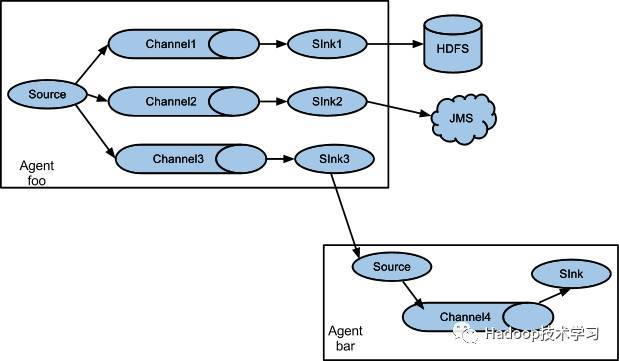 Channel1
SInk1
HDFS
Source
Channel2
SInk2
JMS
Channel3
SInk3
Agent
foo
Source
SInk
Channel4
Agent
bar
Hadoop技术学习